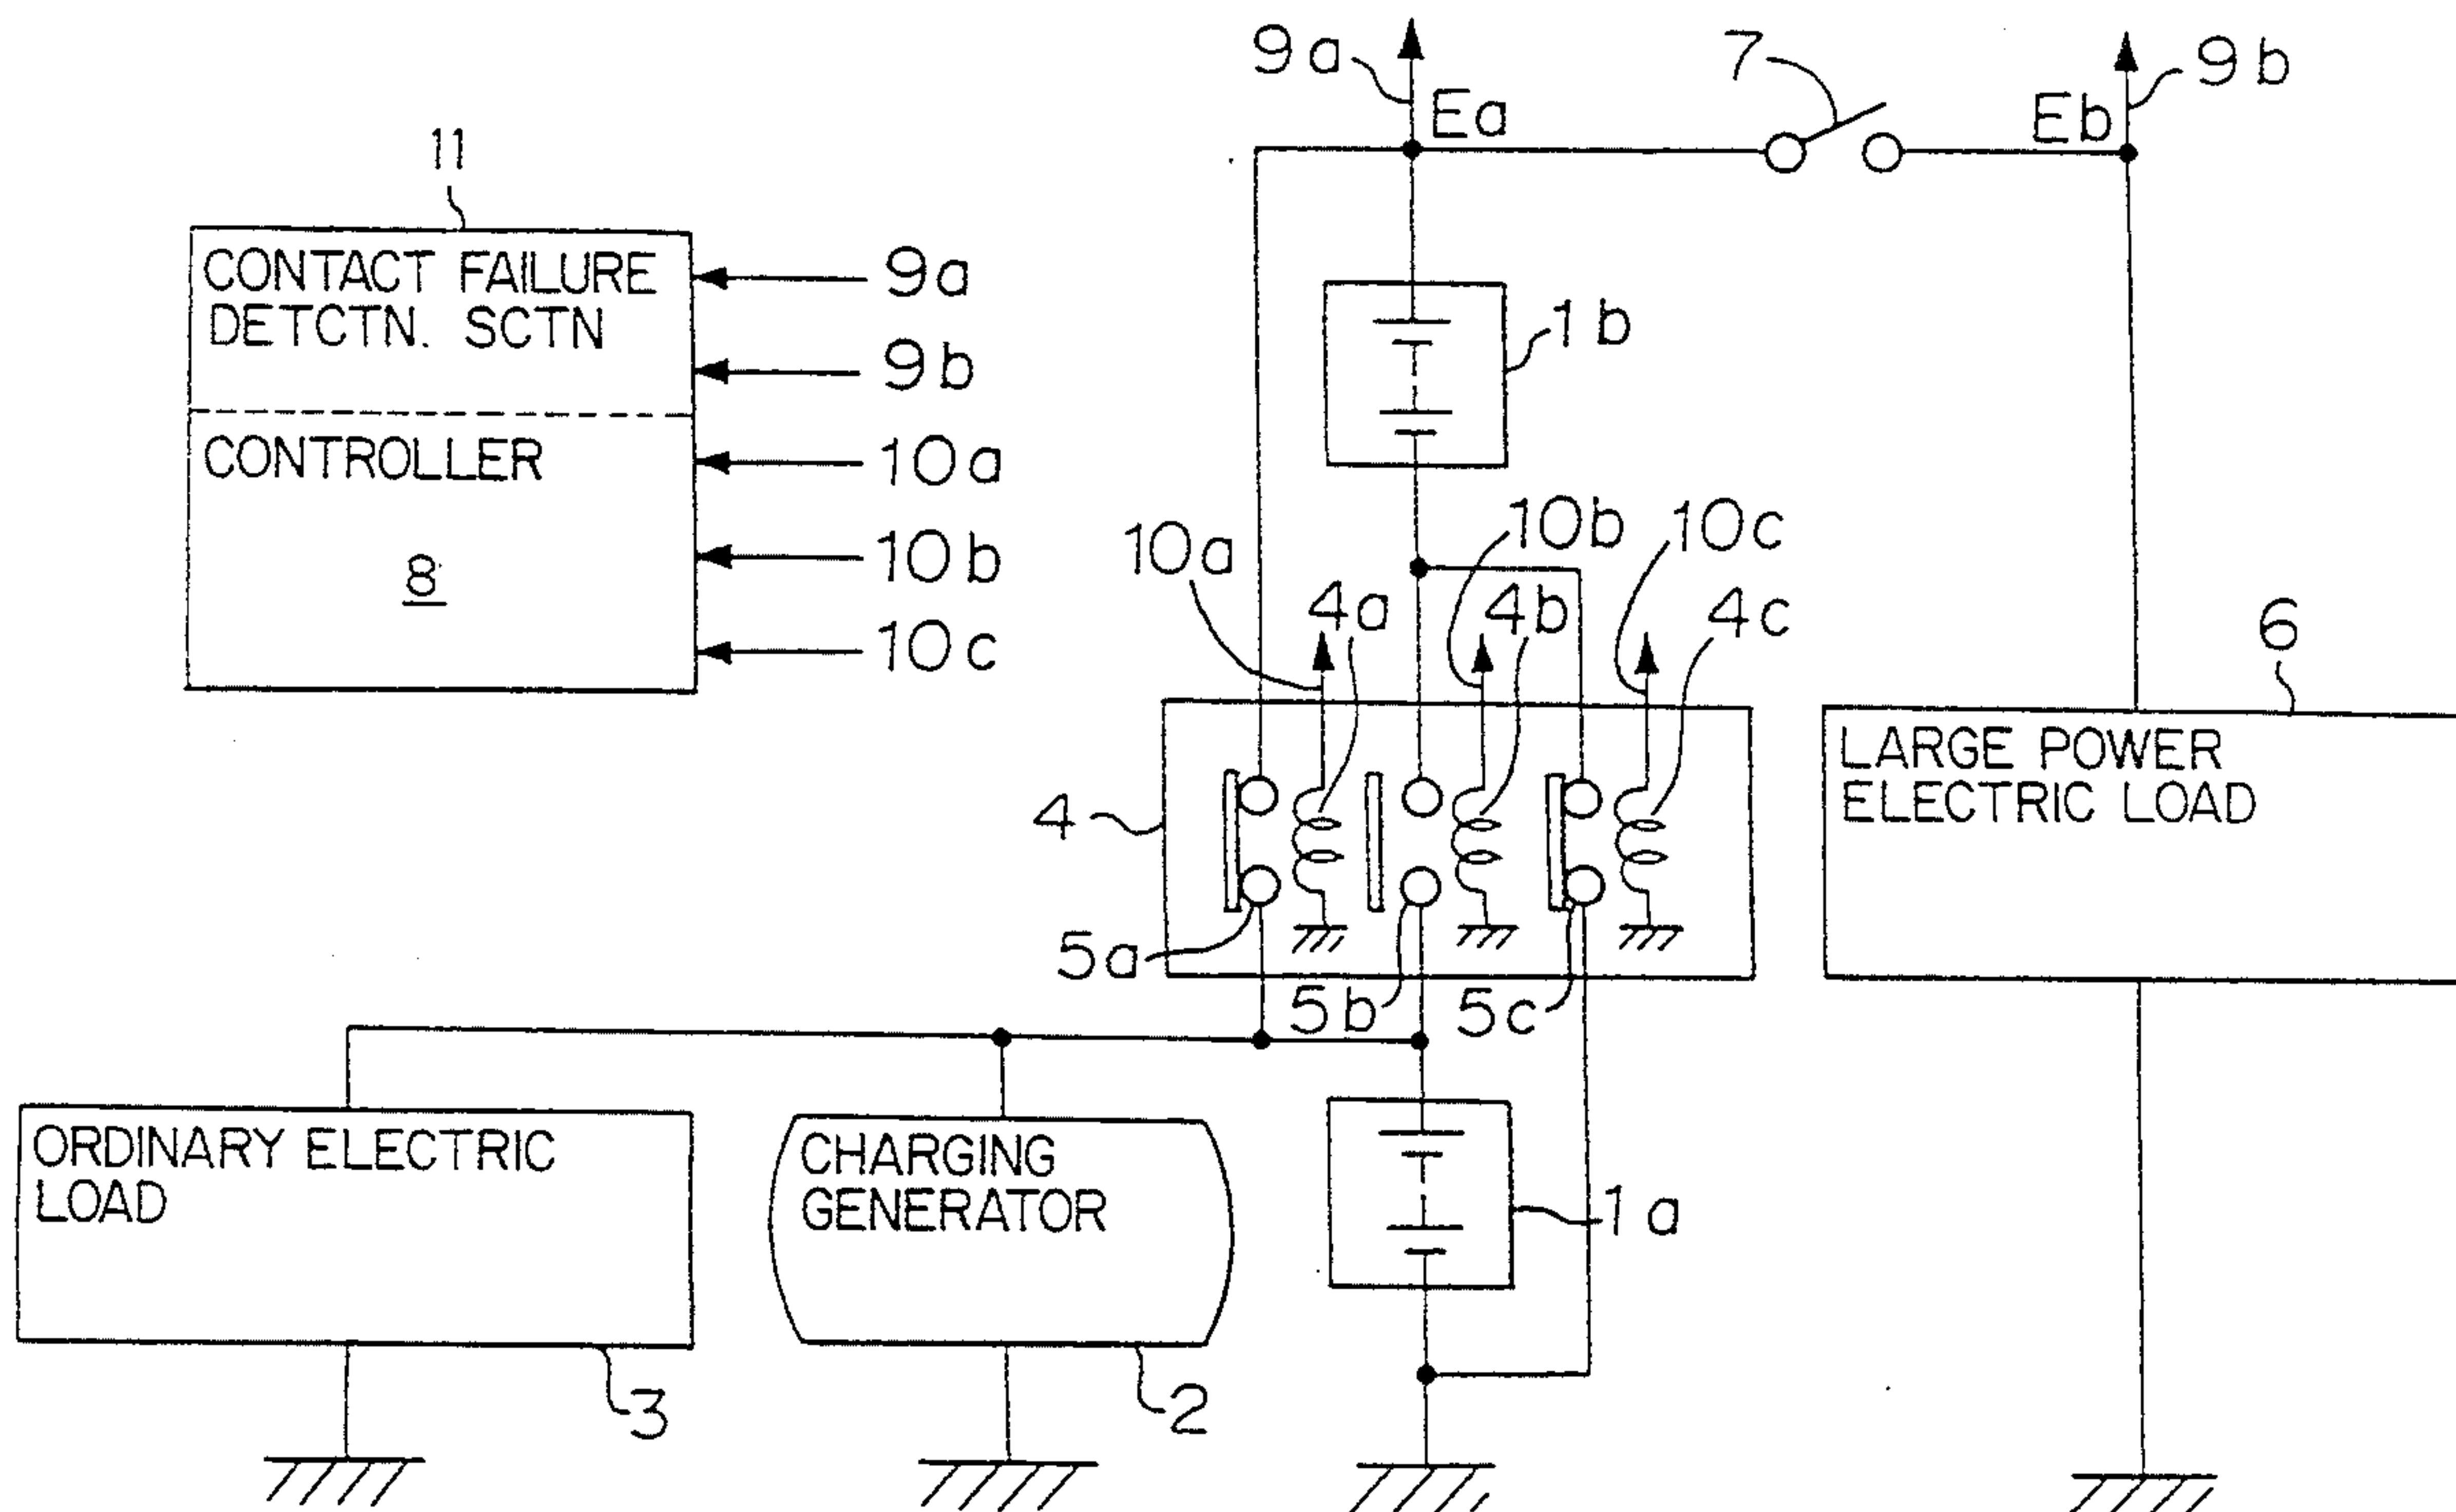 9a
7
9b
Ea
Eb
11
CONTACT FAILURE
DETCTN. SCTN
9a
9b
CONTROLLER
10a
8
10b
10c
1b
10a
10b
10c
4a
4b
4c
6
LARGE POWER
ELECTRIC LOAD
4
5a
5b
5c
ORDINARY ELECTRIC
LOAD
CHARGING
GENERATOR
1a
3
2